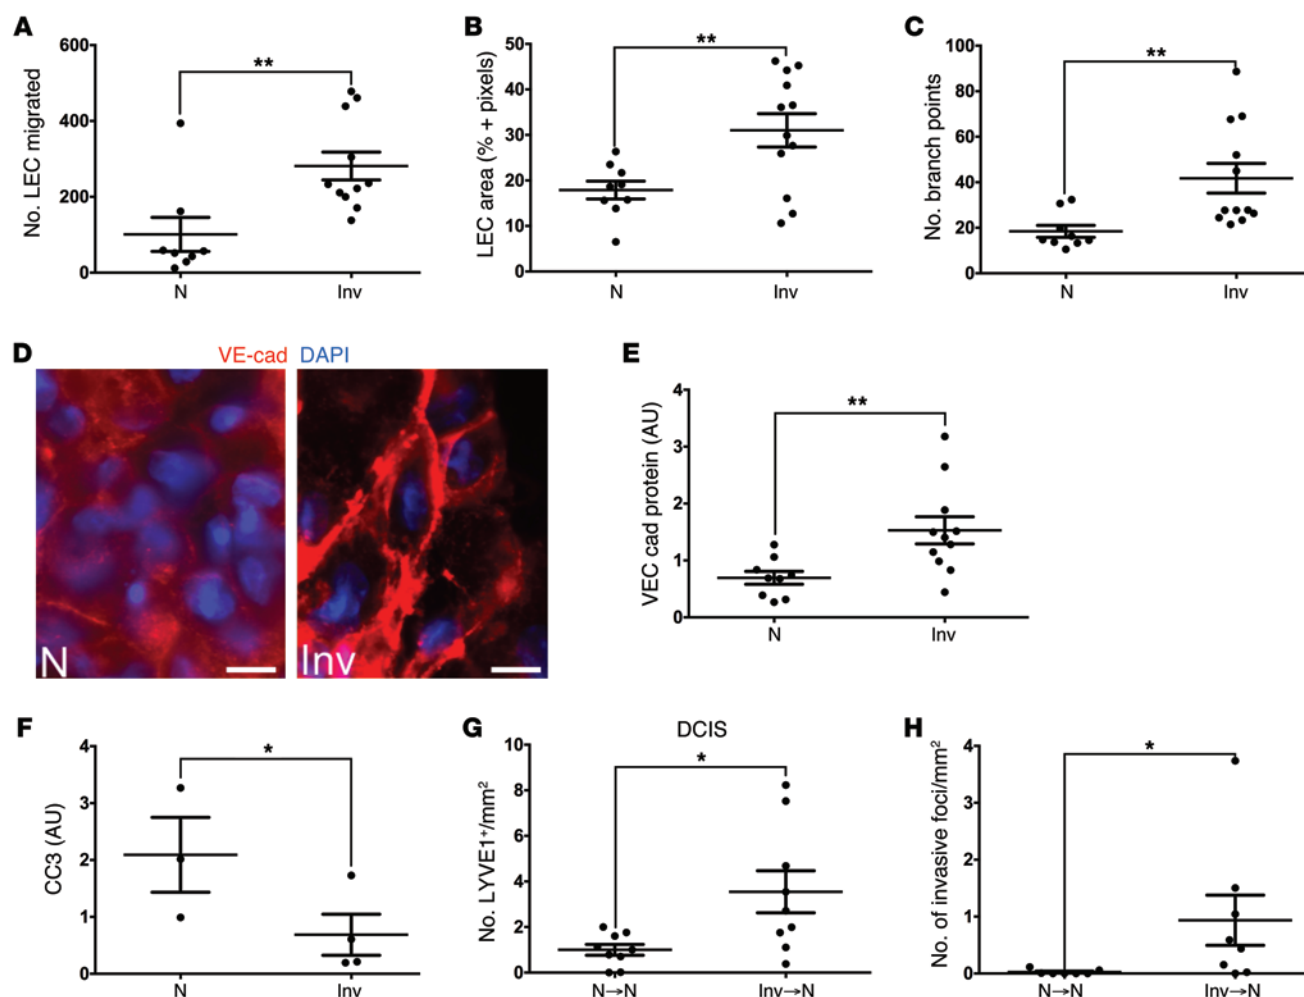 A
No. LEC migrated
600
400
200
0
**
N
Inv
B
LEC area (% + pixels)
50
40
30
20
10
0
**
N
Inv
C
No. branch points
100
80
60
40
20
0
**
N
Inv
D
VE-cad DAPI
N
Inv
E
VEC cad protein (AU)
4
3
2
1
0
**
N
Inv
F
CC3 (AU)
4
3
2
1
0
*
N
Inv
G
DCIS
No. LYVE1⁺/mm²
10
8
6
4
2
0
*
N→N
Inv→N
H
No. of invasive foci/mm²
4
3
2
1
0
*
N→N
Inv→N